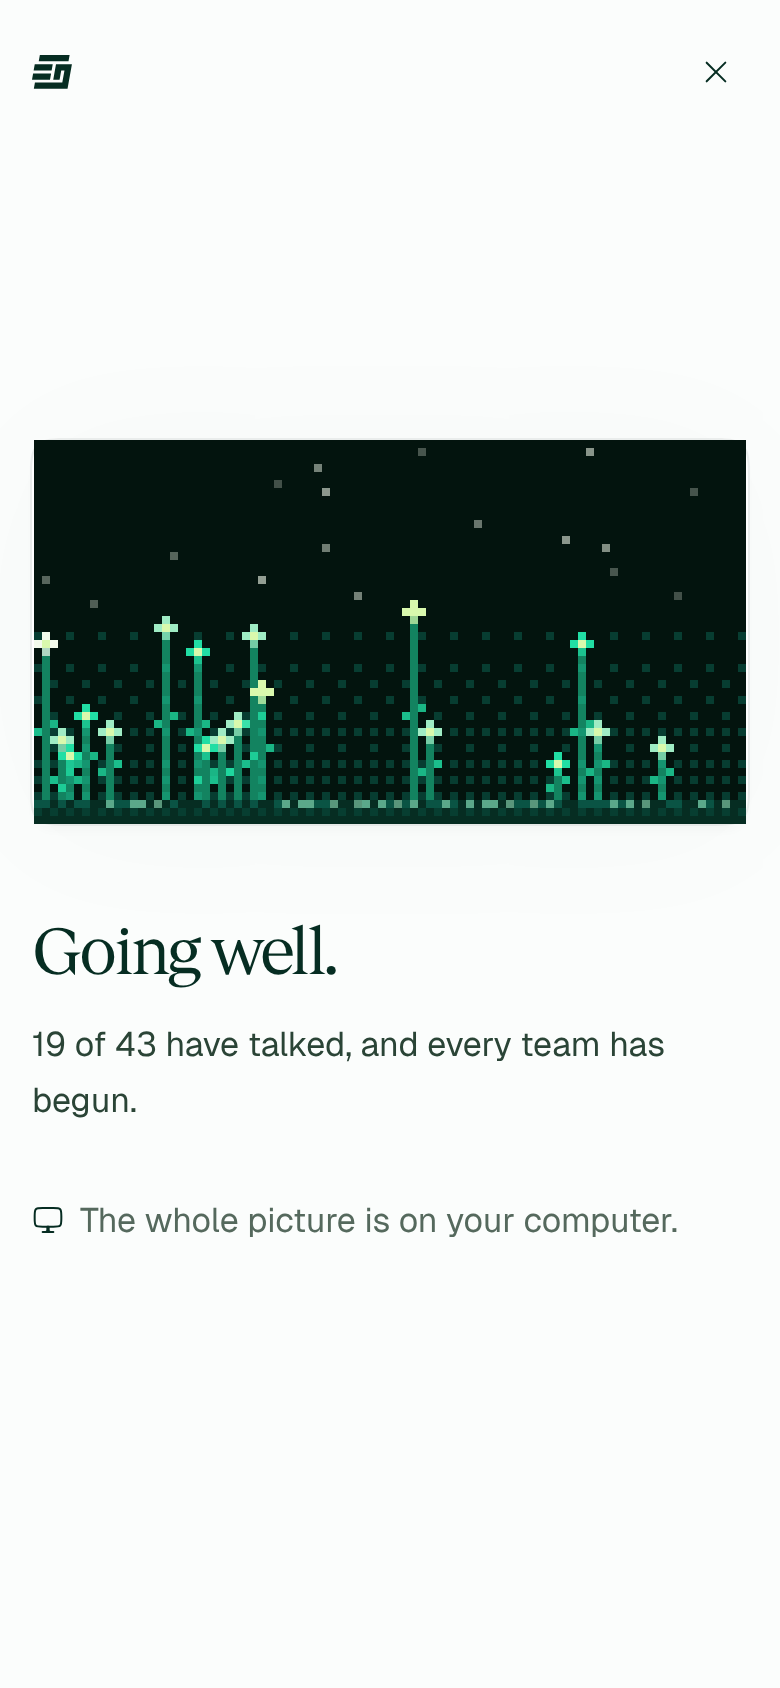 Going well.
19 of 43 have talked, and every team has
begun.
The whole picture is on your computer.